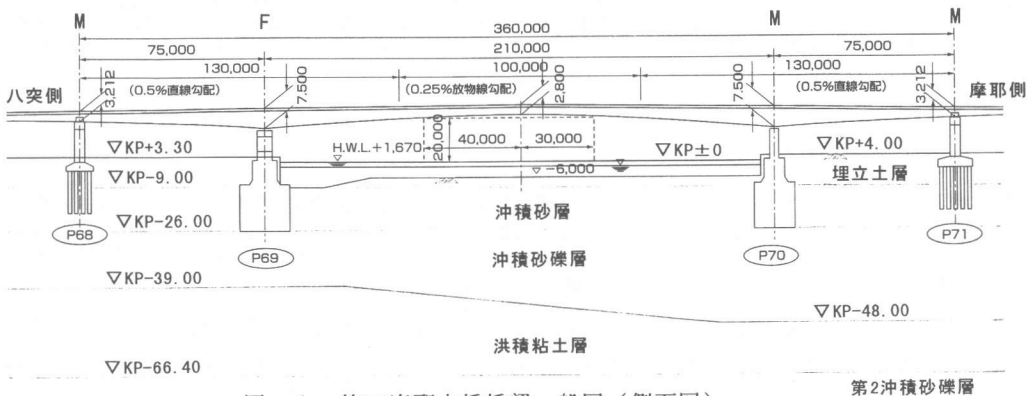 M F M M
360,000
75,000 210,000 75,000
130,000 100,000 130,000
八突側 3,212 (0.5%直線勾配) 7,500 (0.25%放物線勾配) 2,800 7,500 (0.5%直線勾配) 3,212 摩耶側
20,000 40,000 30,000
▽KP+3.30 H.W.L.+1,670 ▽KP±0 ▽KP+4.00
▽KP-9.00 ▽-6,000 埋立土層
▽KP-26.00 沖積砂層
P68 P69 沖積砂礫層 P70 P71
▽KP-39.00 ▽KP-48.00
洪積粘土層
▽KP-66.40
第2沖積砂礫層